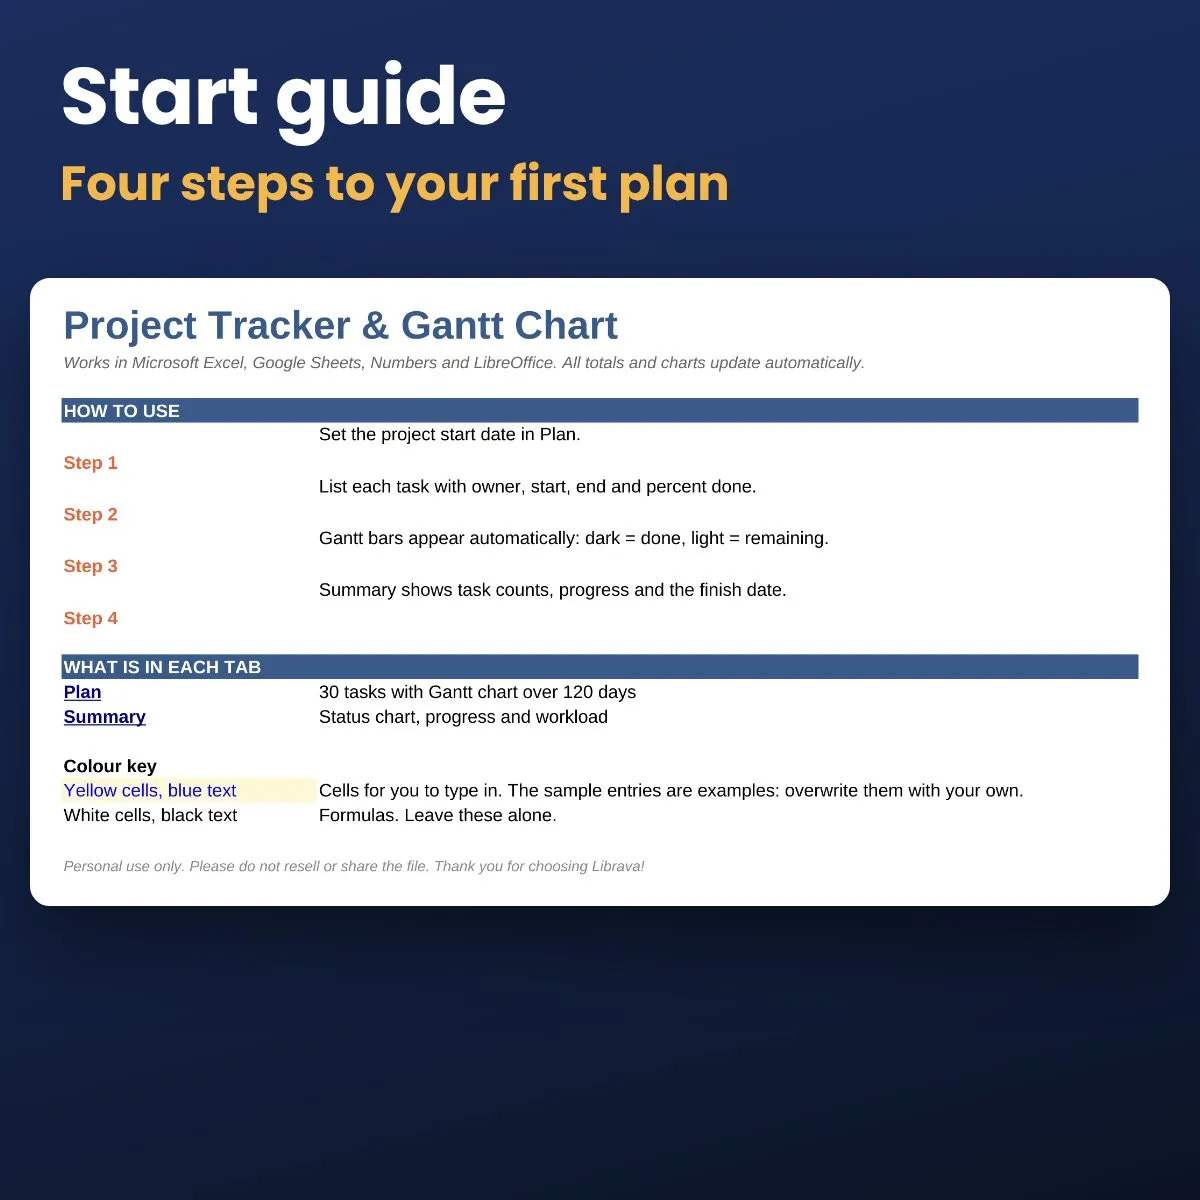 Start guide
Four steps to your first plan
Project Tracker & Gantt Chart
Works in Microsoft Excel, Google Sheets, Numbers and LibreOffice. All totals and charts update automatically.
HOW TO USE
Set the project start date in Plan.
Step 1
List each task with owner, start, end and percent done.
Step 2
Gantt bars appear automatically: dark = done, light = remaining.
Step 3
Summary shows task counts, progress and the finish date.
Step 4
WHAT IS IN EACH TAB
Plan 30 tasks with Gantt chart over 120 days
Summary Status chart, progress and workload
Colour key
Yellow cells, blue text Cells for you to type in. The sample entries are examples: overwrite them with your own.
White cells, black text Formulas. Leave these alone.
Personal use only. Please do not resell or share the file. Thank you for choosing Librava!